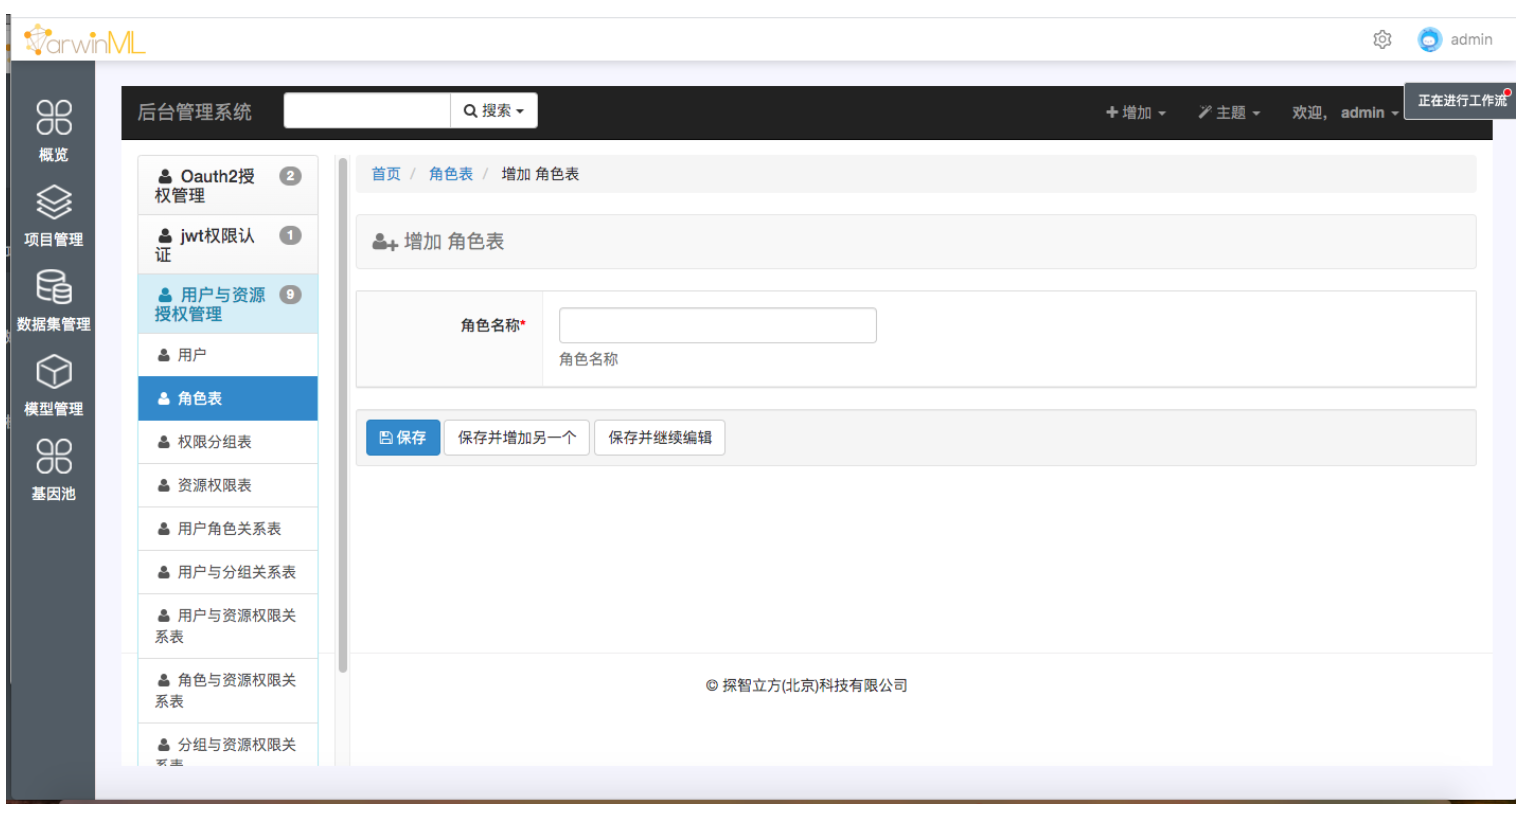 arwinML
admin
正在进行工作流
概览
项目管理
数据集管理
模型管理
基因池
后台管理系统
搜索
增加
主题
欢迎, admin
Oauth2授
权管理
2
jwt权限认
证
1
用户与资源
授权管理
9
用户
角色表
权限分组表
资源权限表
用户角色关系表
用户与分组关系表
用户与资源权限关
系表
角色与资源权限关
系表
分组与资源权限关
首页 / 角色表 / 增加 角色表
增加 角色表
角色名称*
角色名称
保存
保存并增加另一个
保存并继续编辑
© 探智立方(北京)科技有限公司